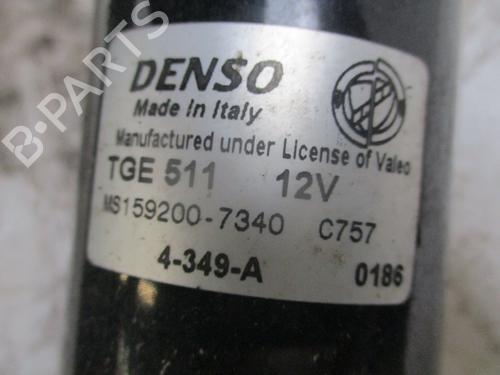 DENSO
Made in Italy
Manufactured under License of Valeo
TGE 511 12V
MS159200-7340 C757
4-349-A 0186
B-PARTS